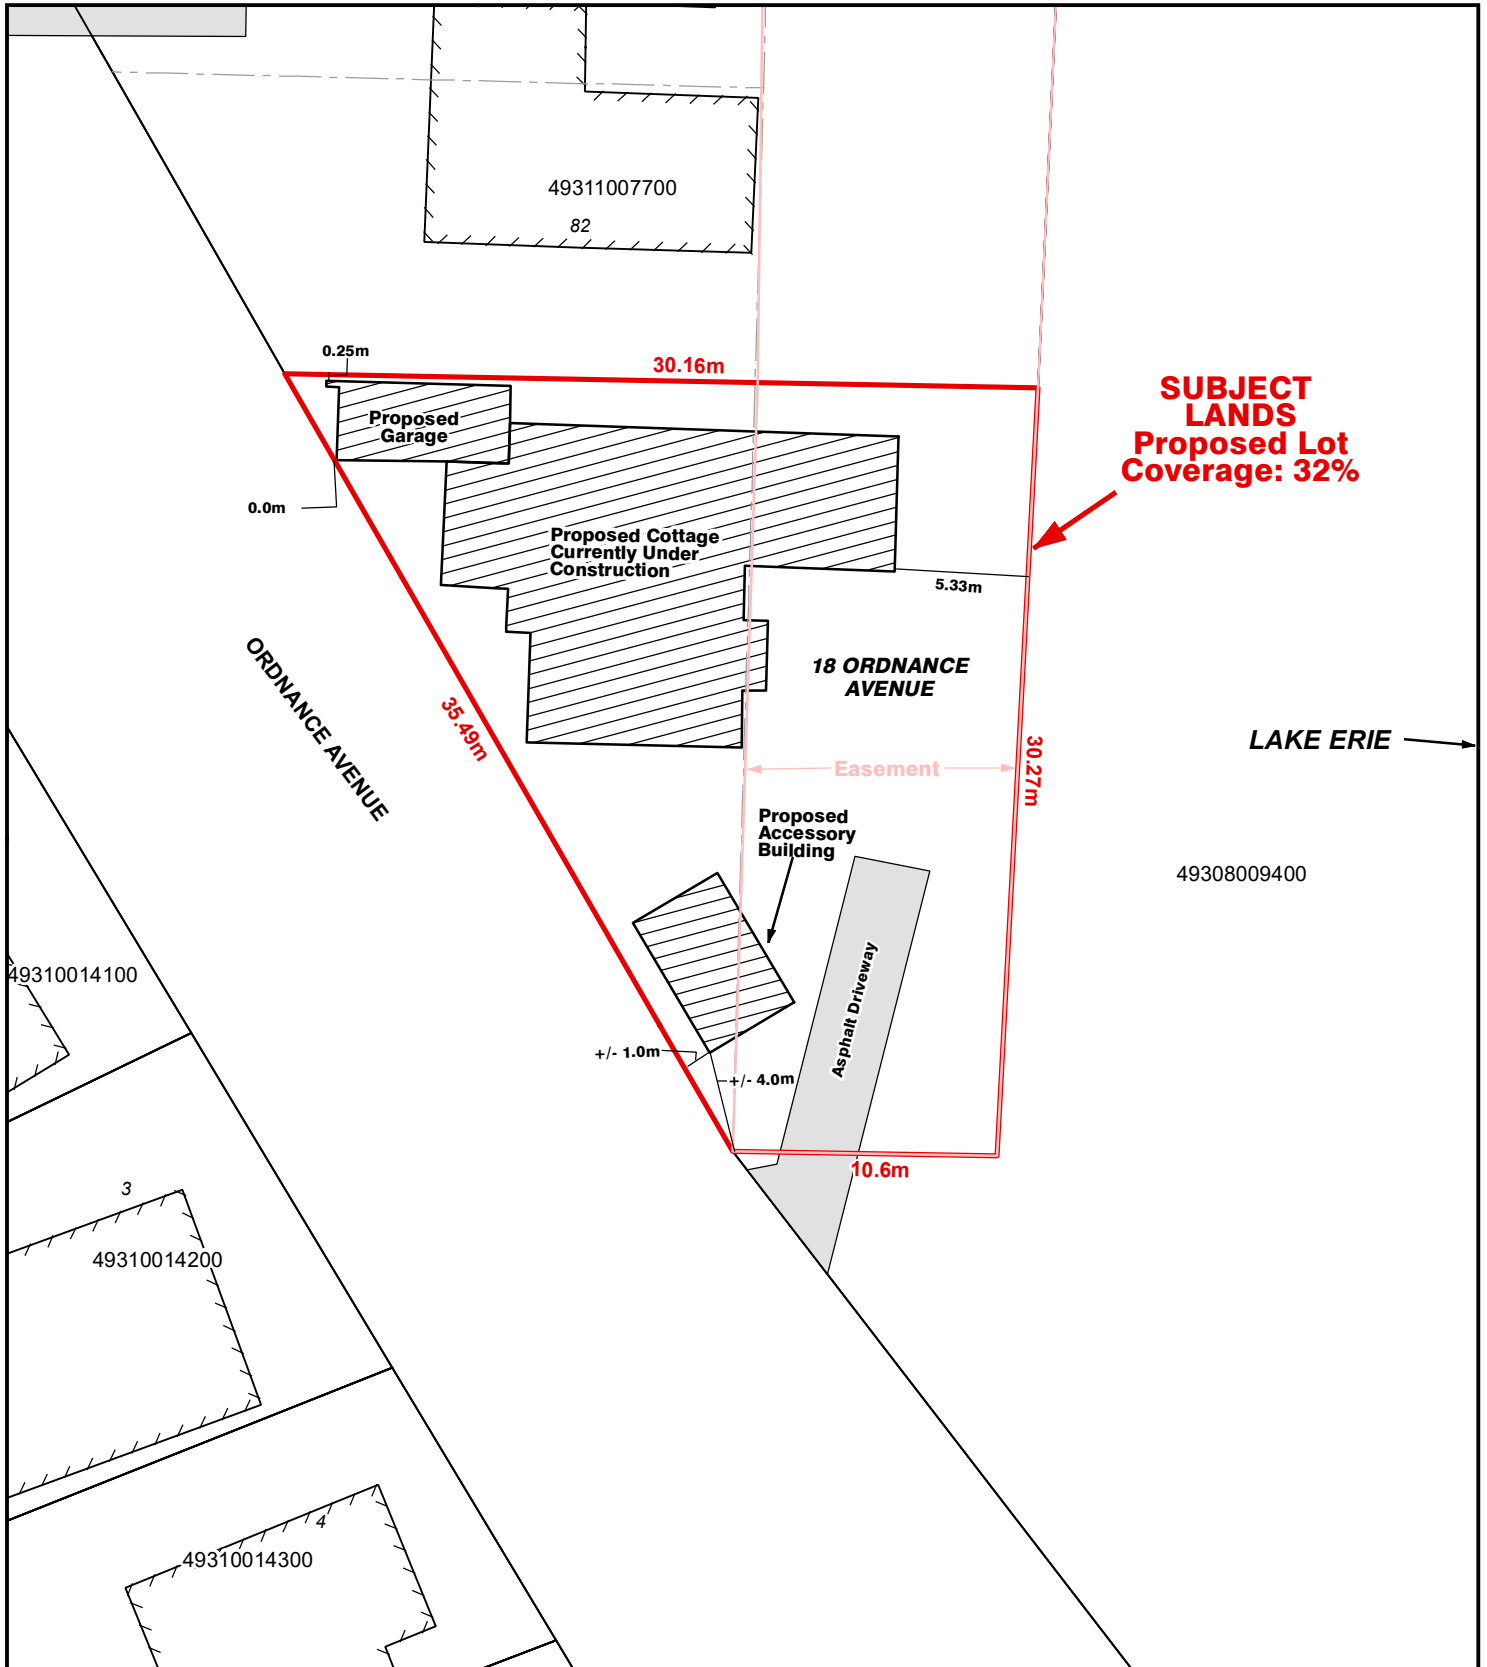 49311007700
82
0.25m
30.16m
SUBJECT
LANDS
Proposed Lot
Coverage: 32%
Proposed
Garage
0.0m
Proposed Cottage
Currently Under
Construction
5.33m
ORDNANCE AVENUE
18 ORDNANCE
AVENUE
35.49m
30.27m
LAKE ERIE
Easement
Proposed
Accessory
Building
49308009400
Asphalt Driveway
49310014100
+/- 1.0m
+/- 4.0m
10.6m
3
49310014200
4
49310014300